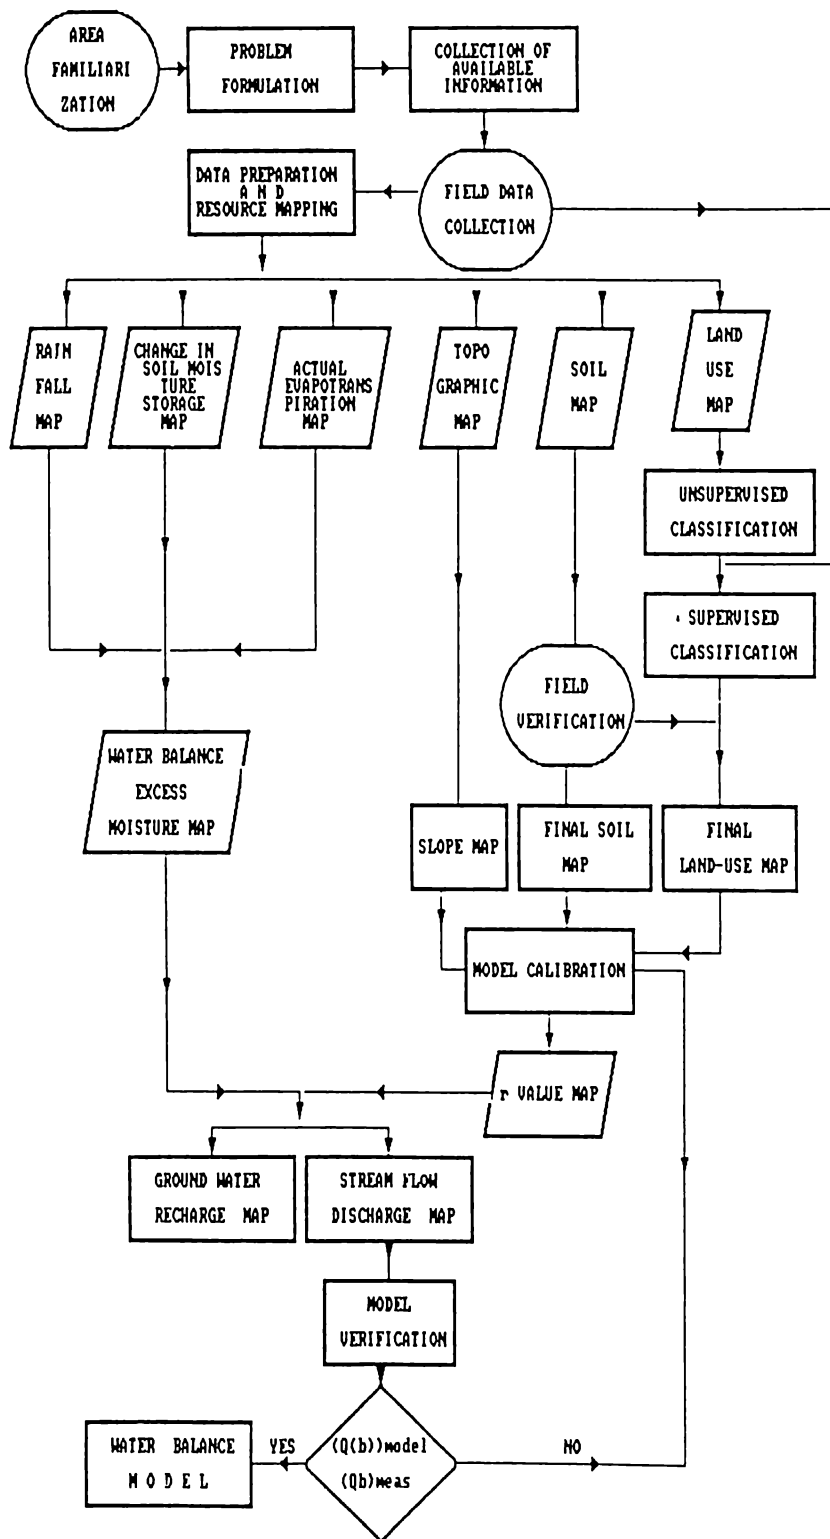 AREA
FAMILIARI
ZATION
PROBLEM
FORMULATION
COLLECTION OF
AVAILABLE
INFORMATION
DATA PREPARATION
A N D
RESOURCE MAPPING
FIELD DATA
COLLECTION
RAIN
FALL
MAP
CHANGE IN
SOIL MOIS
TURE
STORAGE
MAP
ACTUAL
EVAPOTRANS
PIRATION
MAP
TOPO
GRAPHIC
MAP
SOIL
MAP
LAND
USE
MAP
UNSUPERVISED
CLASSIFICATION
SUPERVISED
CLASSIFICATION
FIELD
VERIFICATION
WATER BALANCE
EXCESS
MOISTURE MAP
SLOPE MAP
FINAL SOIL
MAP
FINAL
LAND-USE MAP
MODEL CALIBRATION
r VALUE MAP
GROUND WATER
RECHARGE MAP
STREAM FLOW
DISCHARGE MAP
MODEL
VERIFICATION
WATER BALANCE
M O D E L
YES
(Q(b))model
(Qb)meas
NO